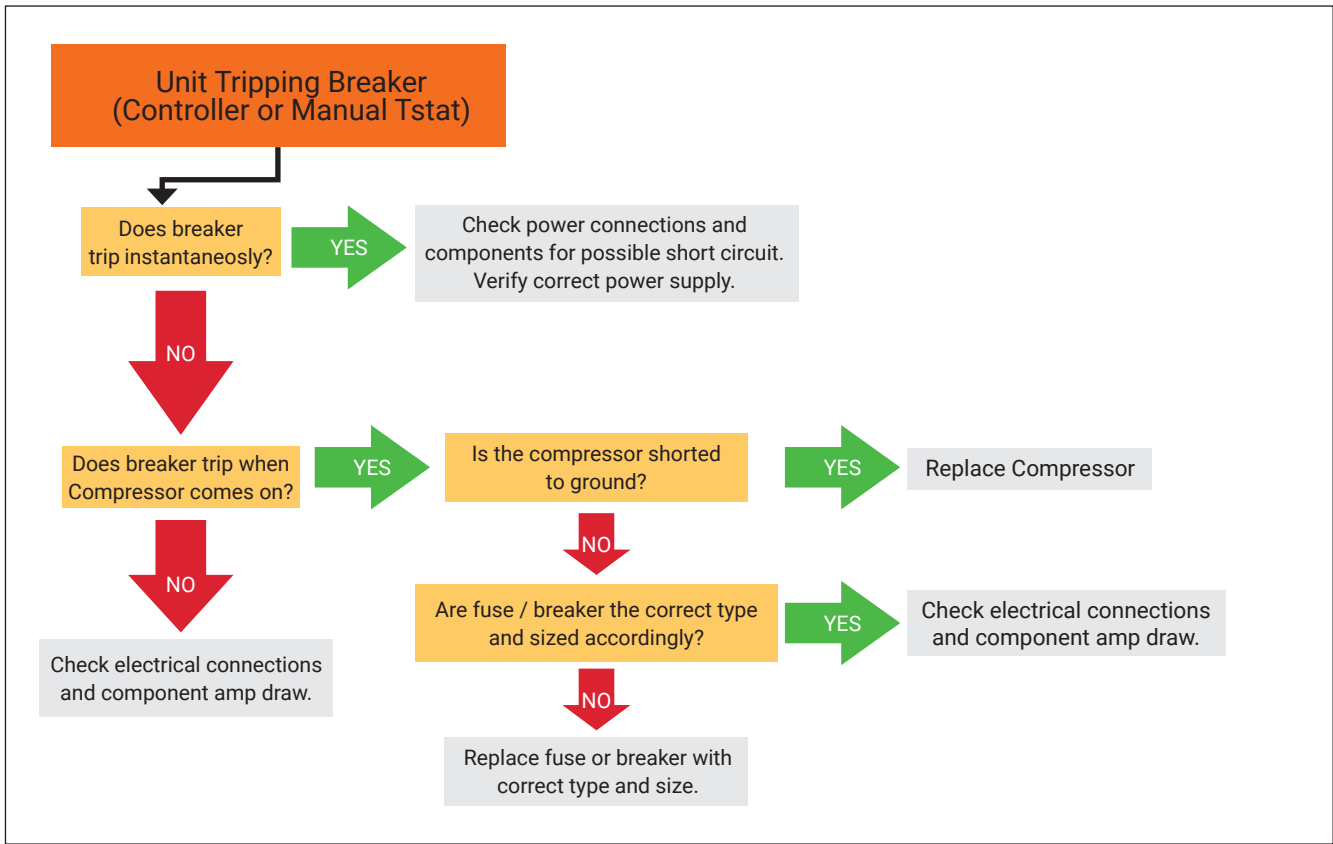 Unit Tripping Breaker
(Controller or Manual Tstat)
Does breaker
trip instantaneosly?
YES
Check power connections and
components for possible short circuit.
Verify correct power supply.
NO
Does breaker trip when
Compressor comes on?
YES
Is the compressor shorted
to ground?
YES
Replace Compressor
NO
NO
Are fuse / breaker the correct type
and sized accordingly?
YES
Check electrical connections
and component amp draw.
Check electrical connections
and component amp draw.
NO
Replace fuse or breaker with
correct type and size.